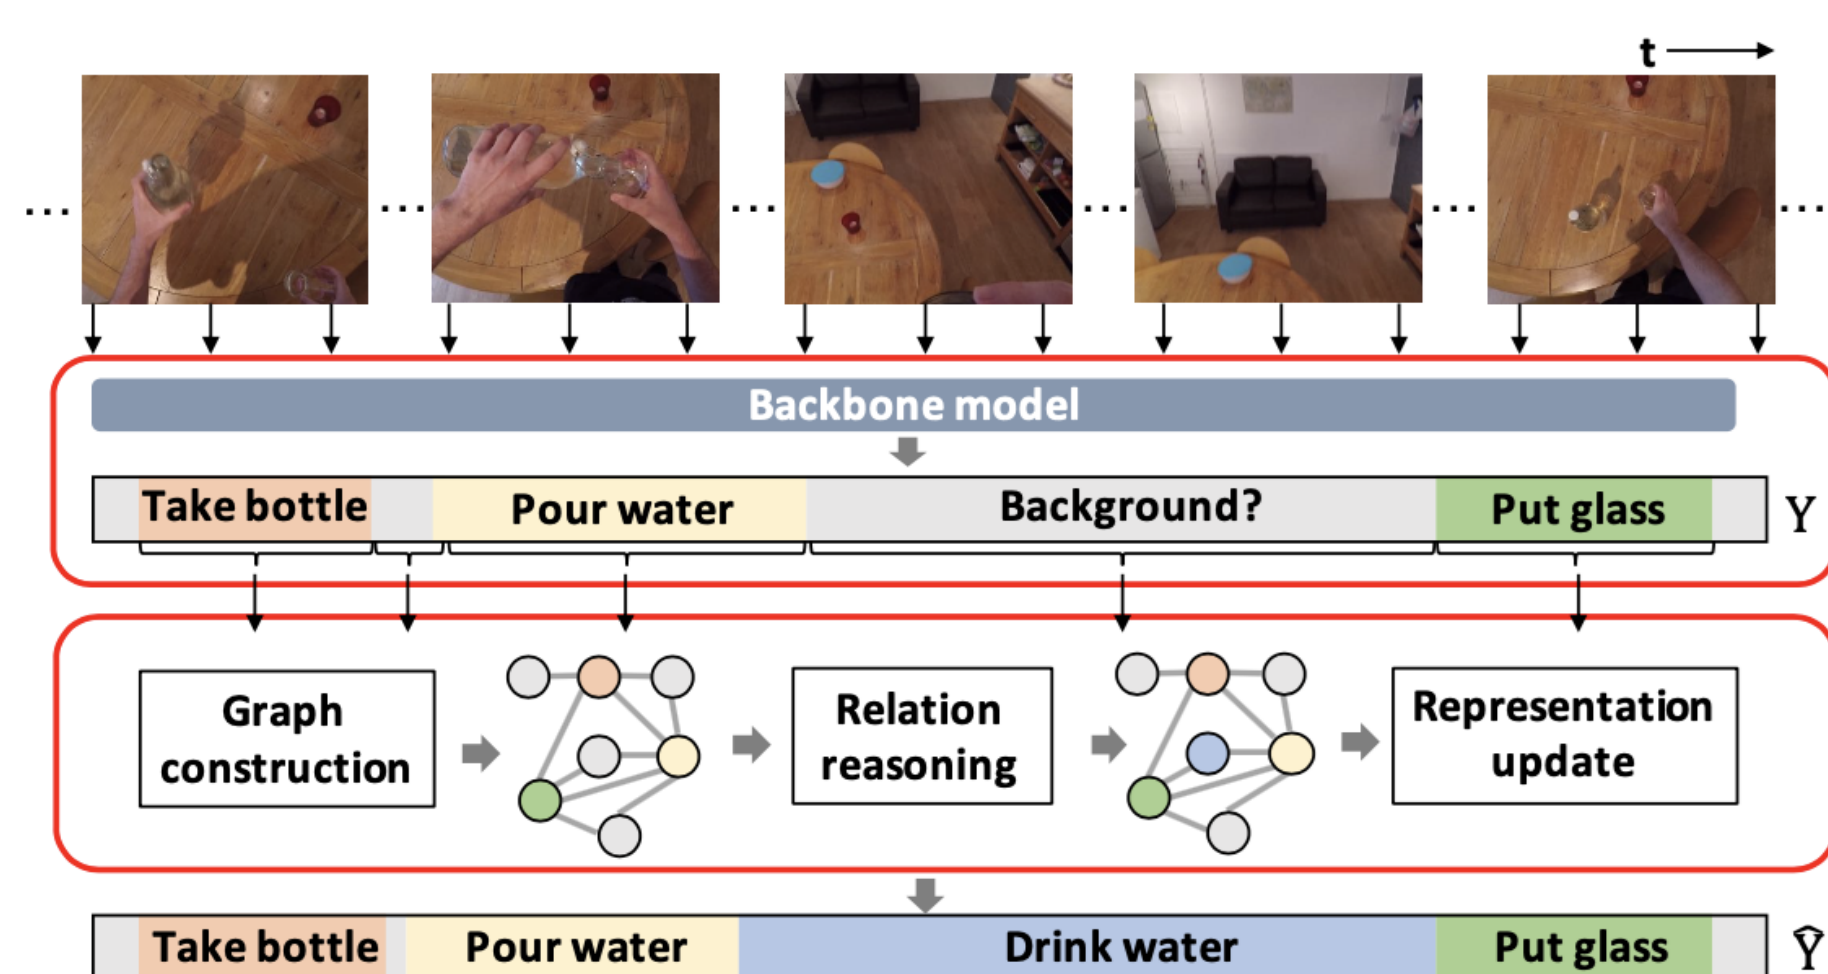 t
... ... ... ... ... ...
Backbone model
Take bottle Pour water Background? Put glass Y
Graph construction
Relation reasoning
Representation update
Take bottle Pour water Drink water Put glass Ŷ